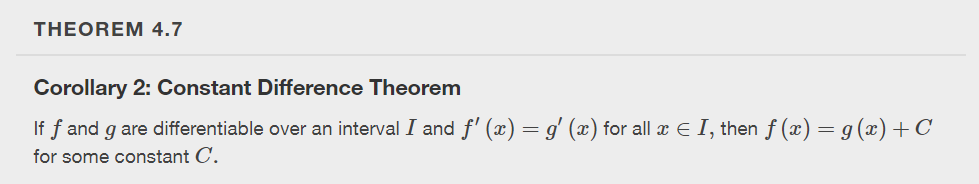 THEOREM 4.7
Corollary 2: Constant Difference Theorem
If f and g are differentiable over an interval I and f′ (x) = g′ (x) for all x ∈ I, then f (x) = g (x) + C
for some constant C.